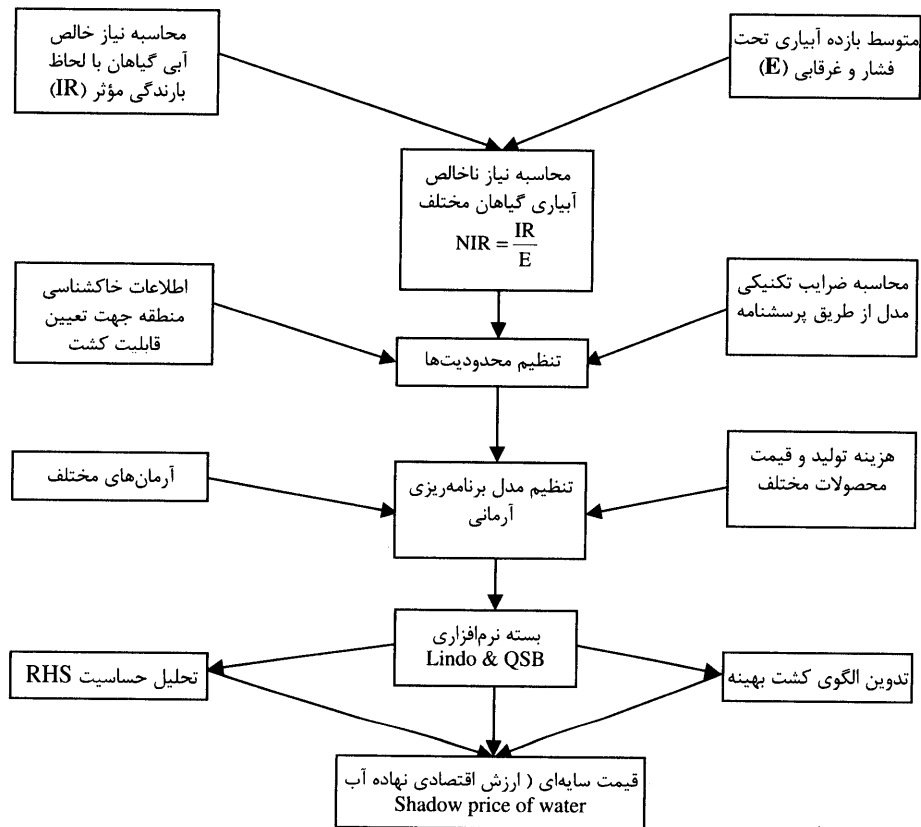 محاسبه نیاز خالص
آبی گیاهان با لحاظ
بارندگی مؤثر (IR)
متوسط بازده آبیاری تحت
فشار و غرقابی (E)
محاسبه نیاز ناخالص
آبیاری گیاهان مختلف
NIR = IR / E
اطلاعات خاکشناسی
منطقه جهت تعیین
قابلیت کشت
محاسبه ضرایب تکنیکی
مدل از طریق پرسشنامه
تنظیم محدودیت‌ها
آرمان‌های مختلف
هزینه تولید و قیمت
محصولات مختلف
تنظیم مدل برنامه‌ریزی
آرمانی
بسته نرم‌افزاری
Lindo & QSB
تحلیل حساسیت RHS
تدوین الگوی کشت بهینه
قیمت سایه‌ای ( ارزش اقتصادی نهاده آب
Shadow price of water